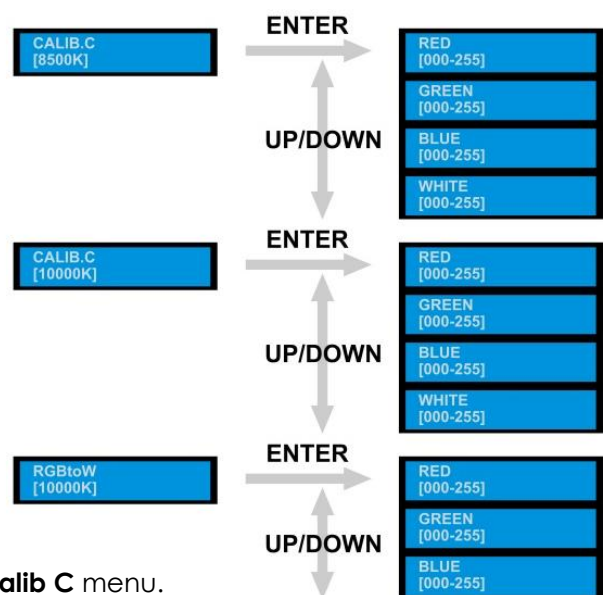 ENTER
CALIB.C
[8500K]
RED
[000-255]
GREEN
[000-255]
UP/DOWN
BLUE
[000-255]
WHITE
[000-255]
ENTER
CALIB.C
[10000K]
RED
[000-255]
GREEN
[000-255]
UP/DOWN
BLUE
[000-255]
WHITE
[000-255]
ENTER
RGBtoW
[10000K]
RED
[000-255]
GREEN
[000-255]
UP/DOWN
BLUE
[000-255]
alib C menu.